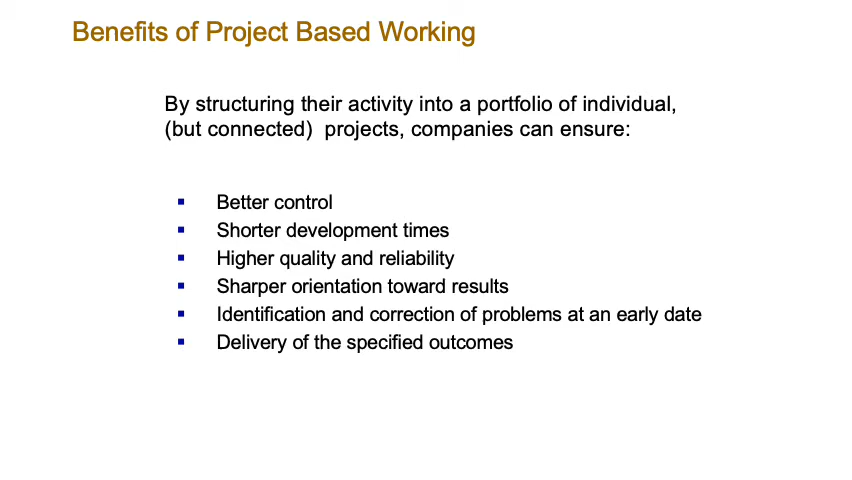 Benefits of Project Based Working
By structuring their activity into a portfolio of individual,
(but connected)  projects, companies can ensure:
▪ Better control
▪ Shorter development times
▪ Higher quality and reliability
▪ Sharper orientation toward results
▪ Identification and correction of problems at an early date
▪ Delivery of the specified outcomes